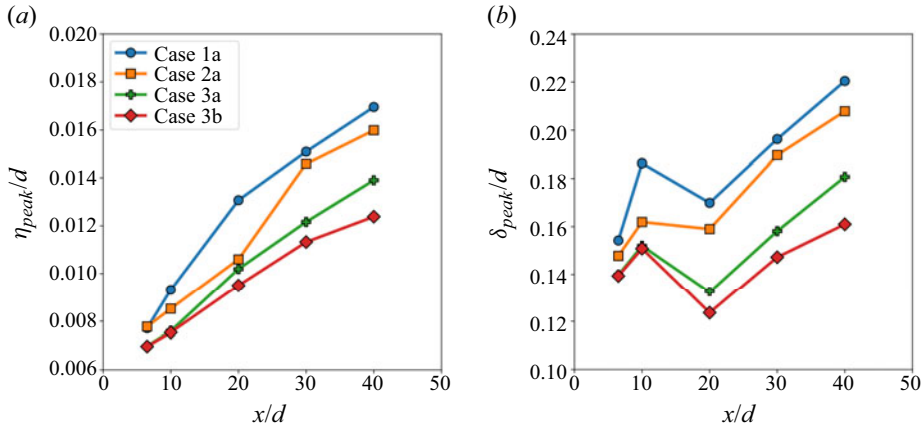 (a)
0.020
0.018
0.016
0.014
0.012
0.010
0.008
0.006
η_peak/d
Case 1a
Case 2a
Case 3a
Case 3b
0 10 20 30 40 50
x/d
(b)
0.24
0.22
0.20
0.18
0.16
0.14
0.12
0.10
δ_peak/d
0 10 20 30 40 50
x/d